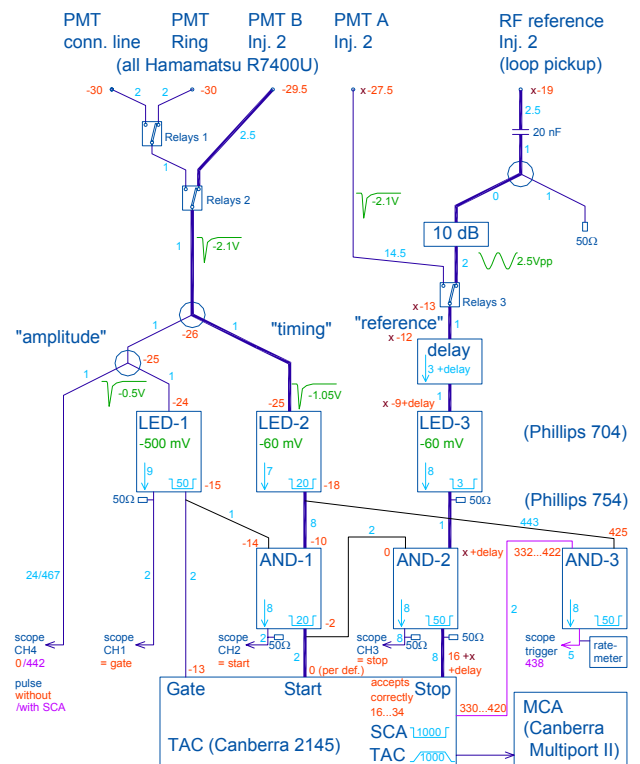 PMT conn. line
PMT Ring
PMT B Inj. 2
PMT A Inj. 2
RF reference Inj. 2 (loop pickup)
(all Hamamatsu R7400U)
-30
2
2
-30
-29.5
x -27.5
x -19
2.5
20 nF
1
Relays 1
2.5
1
Relays 2
0
1
50Ω
-2.1V
1
-2.1V
10 dB
14.5
2
2.5Vpp
x -13
Relays 3
"amplitude"
1
-26
1
"timing"
"reference"
1
x -12
delay
3 +delay
-25
1
1
-0.5V
-24
-25
-1.05V
x -9+delay
LED-1
-500 mV
9
50
-15
LED-2
-60 mV
7
20
-18
LED-3
-60 mV
8
3
(Phillips 704)
50Ω
50Ω
(Phillips 754)
1
8
2
1
443
425
-14
-10
0
x +delay
332...422
24/467
2
2
AND-1
8
20
-2
AND-2
8
50
2
AND-3
8
50
scope CH4
0/442
scope CH1
= gate
scope CH2
= start
2
50Ω
2
scope CH3
= stop
8
50Ω
8
16 +x
+delay
scope trigger
438
5
rate-
meter
pulse
without
/with SCA
-13
0 (per def.)
accepts
correctly
16...34
330...420
Gate
Start
Stop
SCA
1000
TAC (Canberra 2145)
TAC
1000
MCA
(Canberra
Multiport II)